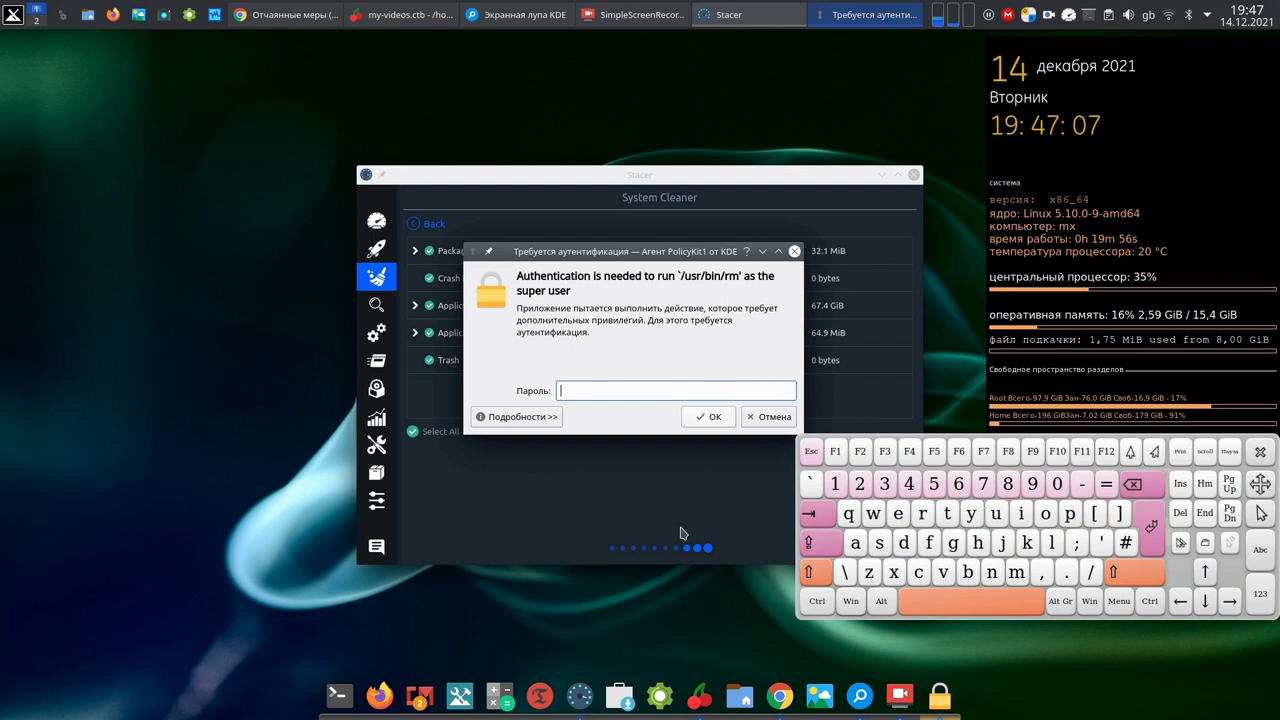 2
Отчаянные меры (...
my-videos.ctb - /ho...
Экранная лупа KDE
SimpleScreenRecor...
Stacer
Требуется аутенти...
gb
19:47
14.12.2021
14 декабря 2021
Вторник
19: 47: 07
система
версия: x86_64
ядро: Linux 5.10.0-9-amd64
компьютер: mx
время работы: 0h 19m 56s
температура процессора: 20 °C
центральный процессор: 35%
оперативная память: 16% 2,59 GiB / 15,4 GiB
файл подкачки: 1,75 MiB used from 8,00 GiB
Свободное пространство разделов
Root Всего-97,9 GiB Зан-76,0 GiB Своб-16,9 GiB - 17%
Home Всего-196 GiBЗан-7,02 GiB Своб-179 GiB - 91%
Stacer
System Cleaner
Back
Packa
32.1 MiB
Crash
0 bytes
Applic
67.4 GiB
Applic
64.9 MiB
Trash
0 bytes
Select All
Требуется аутентификация — Агент PolicyKit1 от KDE
Authentication is needed to run `/usr/bin/rm' as the
super user
Приложение пытается выполнить действие, которое требует
дополнительных привилегий. Для этого требуется
аутентификация.
Пароль:
Подробности >>
OK
Отмена
Esc F1 F2 F3 F4 F5 F6 F7 F8 F9 F10 F11 F12 Prnt Scroll Пауза
` 1 2 3 4 5 6 7 8 9 0 - = Ins Hm Pg Up
q w e r t y u i o p [ ] Del End Pg Dn
a s d f g h j k l ; ' # Abc
\ z x c v b n m , . /
Ctrl Win Alt Alt Gr Win Menu Ctrl 123
2